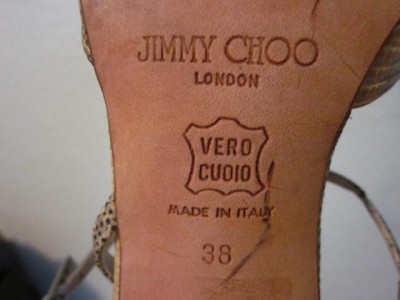 JIMMY CHOO
LONDON
VERO
CUOIO
MADE IN ITALY
38